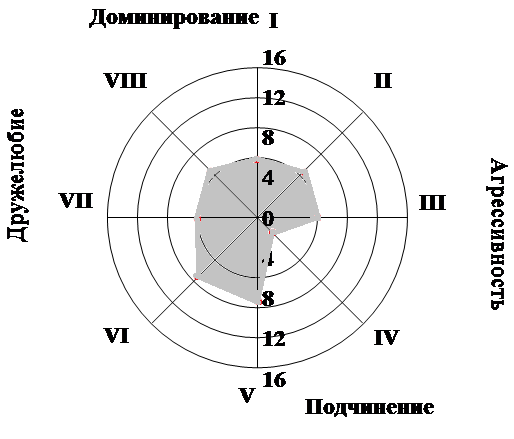 Доминирование I
16
VIII
II
12
8
Дружелюбие
4
VII
0
III
Агрессивность
4
8
VI
12
IV
16
V
Подчинение